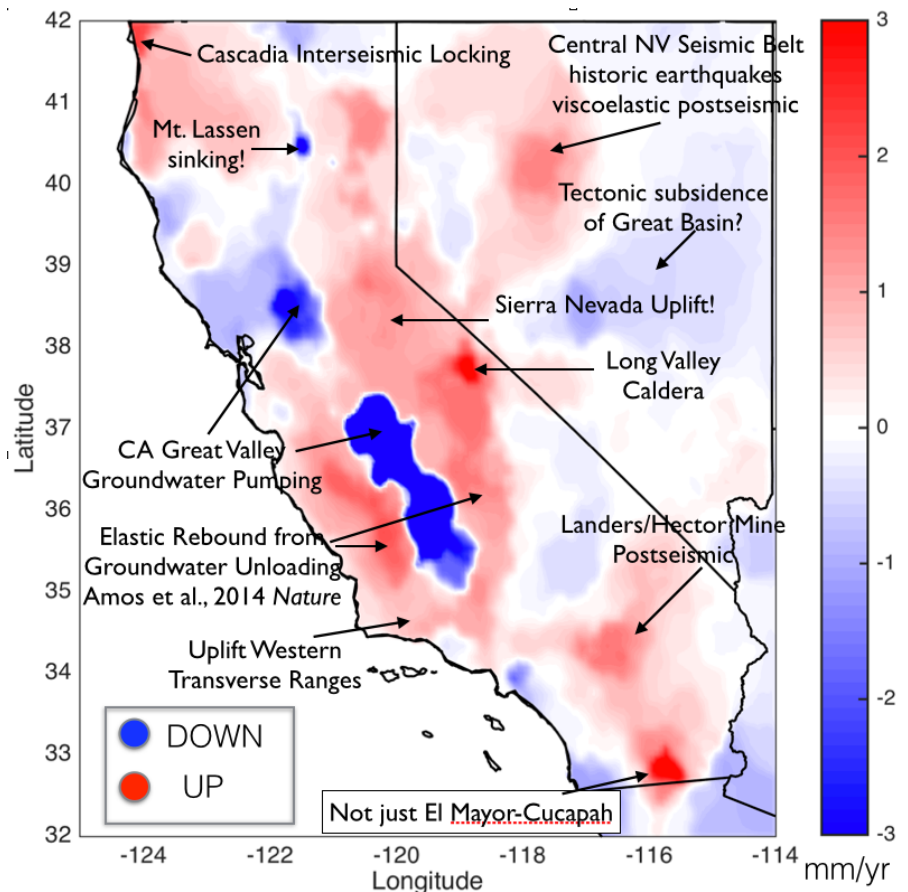 42
41
40
39
38
37
36
35
34
33
32
Latitude
Cascadia Interseismic Locking
Central NV Seismic Belt
historic earthquakes
viscoelastic postseismic
Mt. Lassen
sinking!
Tectonic subsidence
of Great Basin?
Sierra Nevada Uplift!
Long Valley
Caldera
CA Great Valley
Groundwater Pumping
Elastic Rebound from
Groundwater Unloading
Amos et al., 2014 Nature
Landers/Hector Mine
Postseismic
Uplift Western
Transverse Ranges
DOWN
UP
Not just El Mayor-Cucapah
-124
-122
-120
-118
-116
-114
Longitude
3
2
1
0
-1
-2
-3
mm/yr